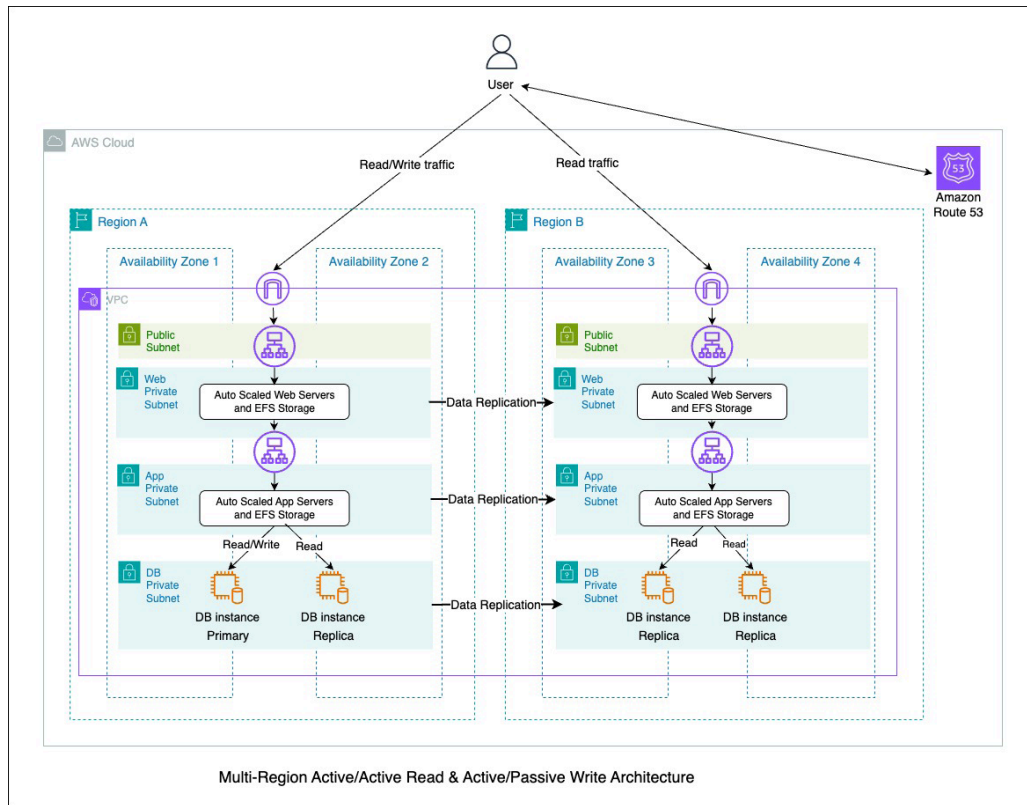 User
AWS Cloud
Read/Write traffic
Read traffic
53
Amazon
Route 53
Region A
Region B
Availability Zone 1
Availability Zone 2
Availability Zone 3
Availability Zone 4
VPC
Public
Subnet
Public
Subnet
Web
Private
Subnet
Auto Scaled Web Servers
and EFS Storage
Data Replication
Web
Private
Subnet
Auto Scaled Web Servers
and EFS Storage
App
Private
Subnet
Auto Scaled App Servers
and EFS Storage
Data Replication
App
Private
Subnet
Auto Scaled App Servers
and EFS Storage
Read/Write
Read
Read
Read
DB
Private
Subnet
DB instance
Primary
DB instance
Replica
Data Replication
DB
Private
Subnet
DB instance
Replica
DB instance
Replica
Multi-Region Active/Active Read & Active/Passive Write Architecture